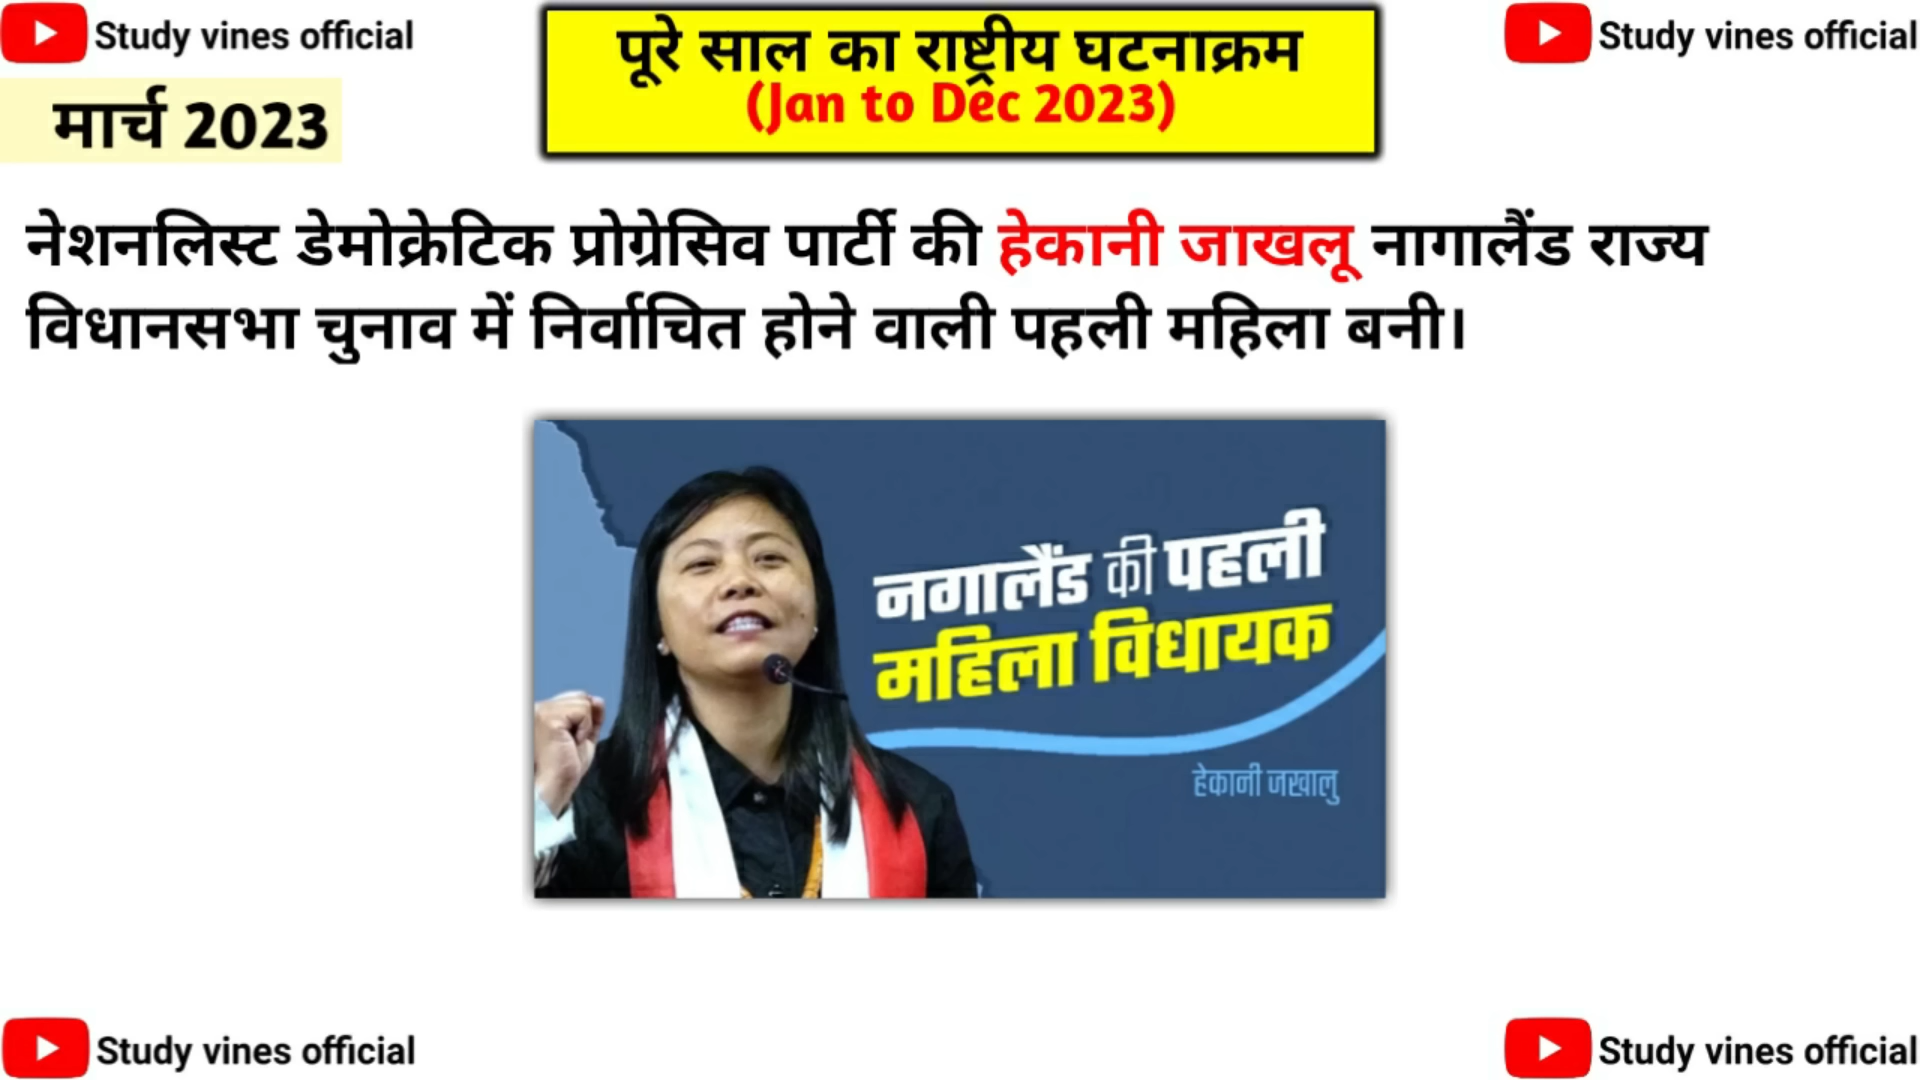 Study vines official
पूरे साल का राष्ट्रीय घटनाक्रम
(Jan to Dec 2023)
Study vines official
मार्च 2023
नेशनलिस्ट डेमोक्रेटिक प्रोग्रेसिव पार्टी की हेकानी जाखलू नागालैंड राज्य
विधानसभा चुनाव में निर्वाचित होने वाली पहली महिला बनी।
नगालैंड की पहली
महिला विधायक
हेकानी जखालु
Study vines official
Study vines official